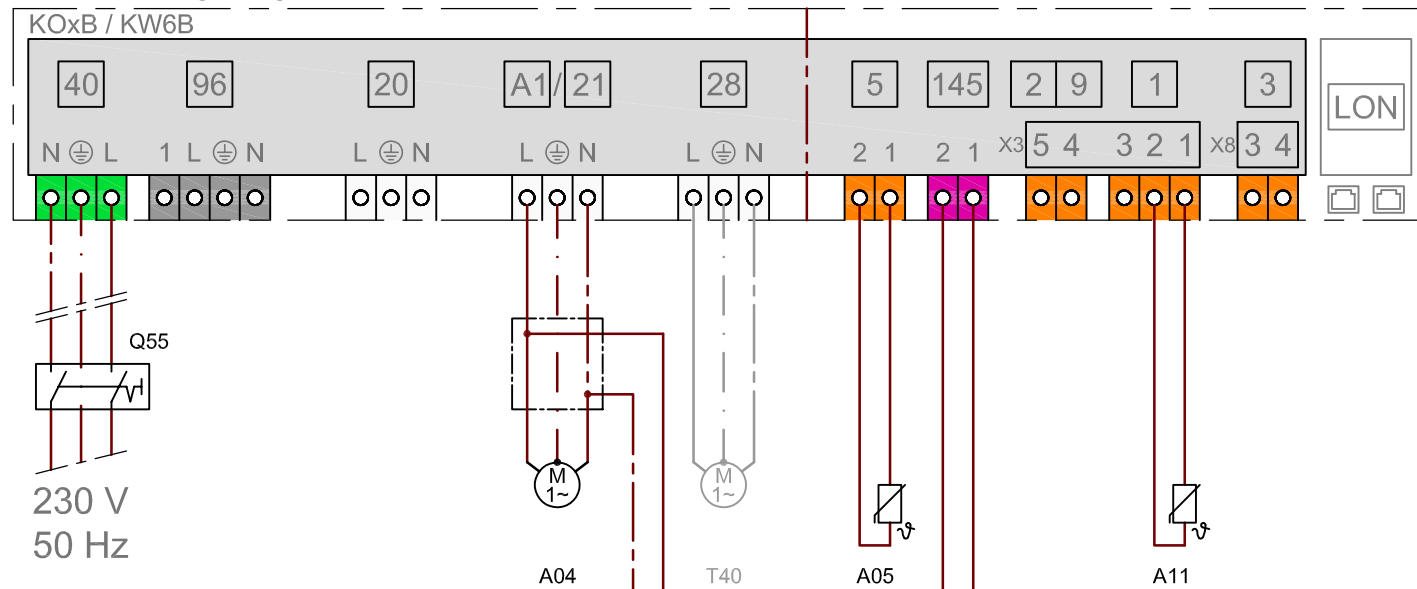 KOxB / KW6B
40 96 20 A1/21 28 5 145 2 9 1 3 LON
N L 1 L N L N L N L N 2 1 2 1 X3 5 4 3 2 1 X8 3 4
Q55
230 V
50 Hz
M
1~
M
1~
ϑ
ϑ
A04 T40 A05 A11